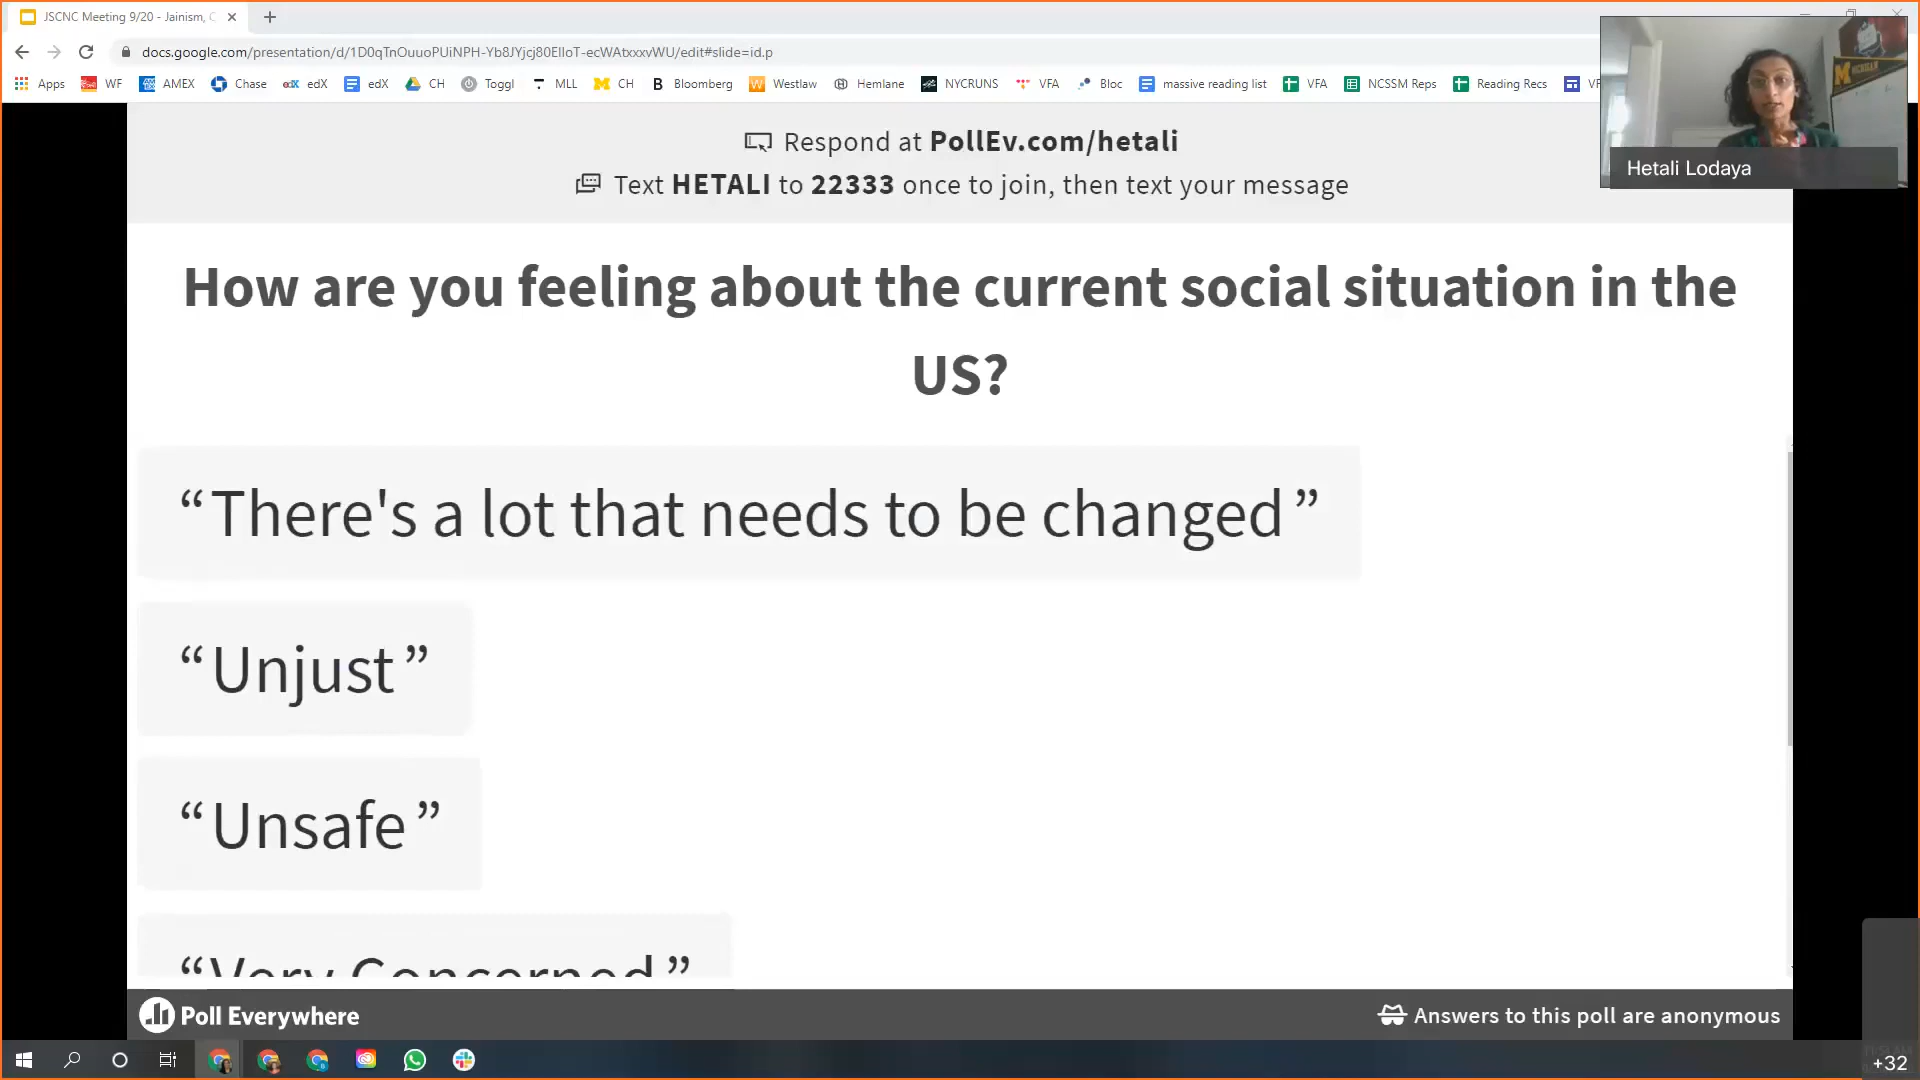 JSCNC Meeting 9/20 - Jainism, C
docs.google.com/presentation/d/1D0qTnOuuoPUiNPH-Yb8JYjcj80EIloT-ecWAtxxxvWU/edit#slide=id.p
Apps WF AMEX Chase edX edX CH Toggl MLL CH Bloomberg Westlaw Hemlane NYCRUNS VFA Bloc massive reading list VFA NCSSM Reps Reading Recs
Hetali Lodaya
Respond at PollEv.com/hetali
Text HETALI to 22333 once to join, then text your message
How are you feeling about the current social situation in the
US?
“There's a lot that needs to be changed”
“Unjust”
“Unsafe”
“Very Concerned”
Poll Everywhere
Answers to this poll are anonymous
+32